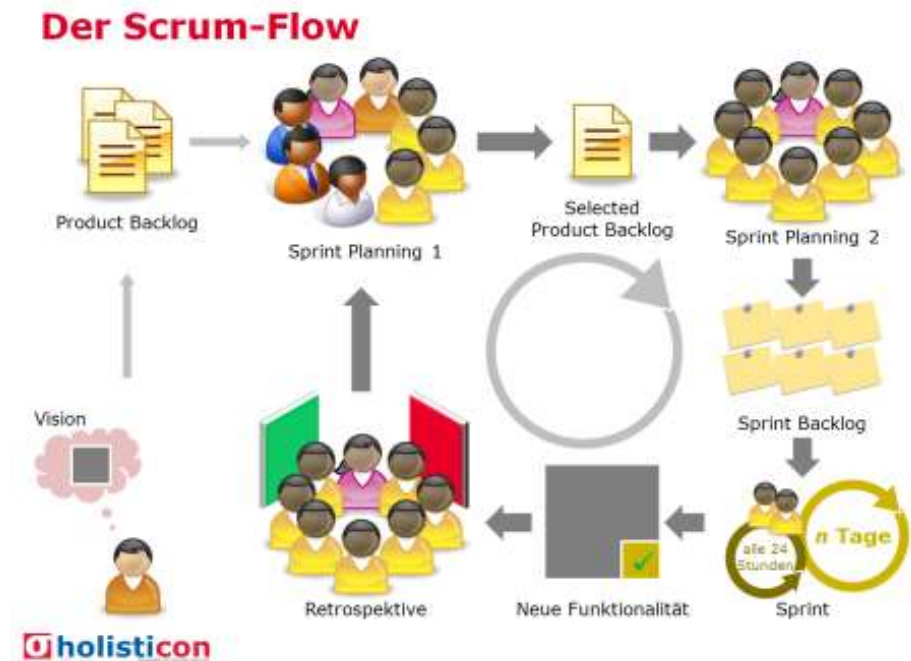 Der Scrum-Flow
Product Backlog
Sprint Planning 1
Selected
Product Backlog
Sprint Planning 2
Vision
Sprint Backlog
alle 24
Stunden
n Tage
Retrospektive
Neue Funktionalität
Sprint
holisticon